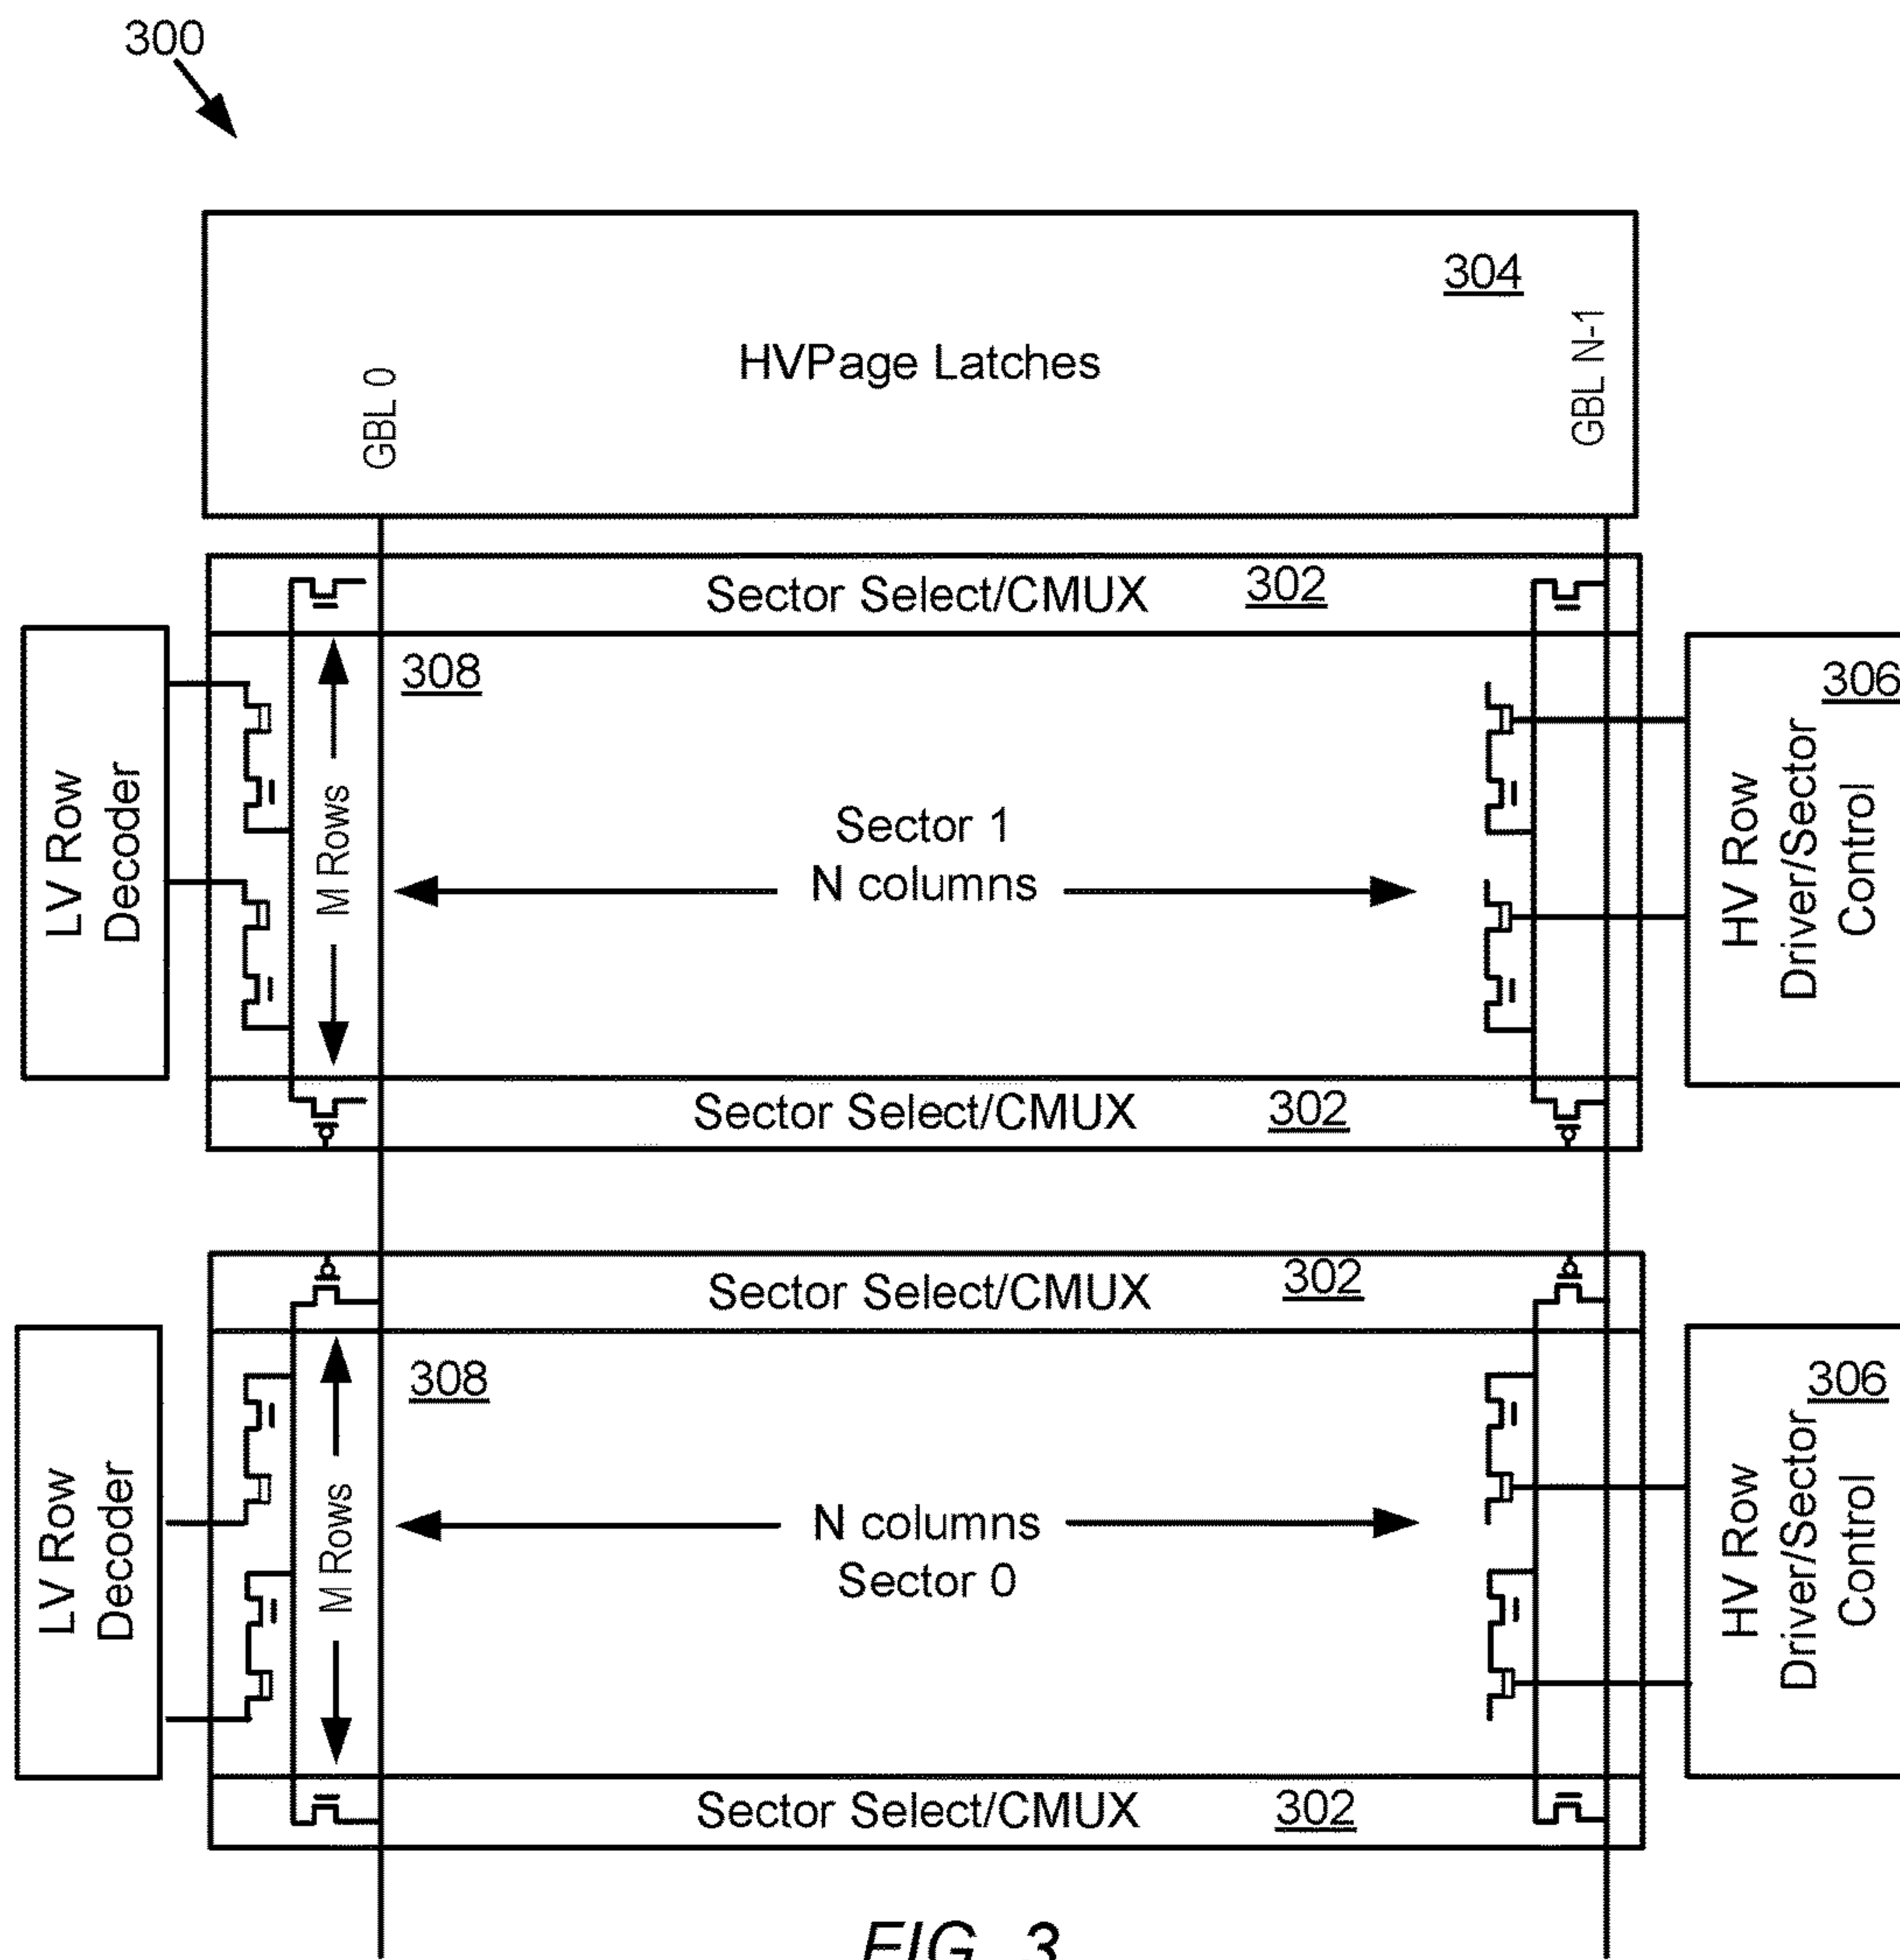 300
304
HVPage Latches
GBL 0
GBL N-1
Sector Select/CMUX 302
LV Row
Decoder
308
M Rows
Sector 1
N columns
306
HV Row
Driver/Sector
Control
Sector Select/CMUX 302
Sector Select/CMUX 302
LV Row
Decoder
308
M Rows
N columns
Sector 0
306
HV Row
Driver/Sector
Control
Sector Select/CMUX 302
FIG. 3